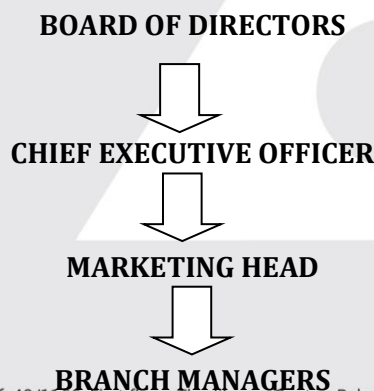 BOARD OF DIRECTORS
CHIEF EXECUTIVE OFFICER
MARKETING HEAD
BRANCH MANAGERS